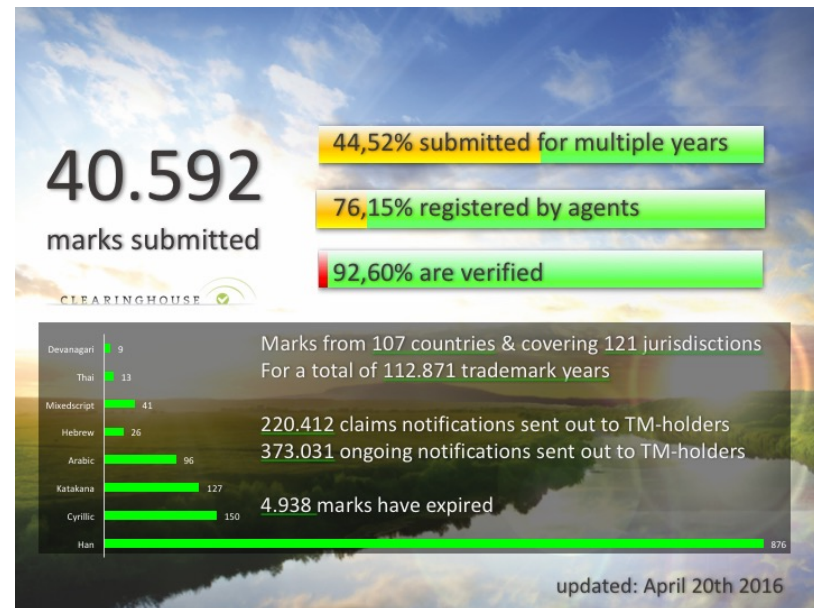 40.592
marks submitted
CLEARINGHOUSE
44,52% submitted for multiple years
76,15% registered by agents
92,60% are verified
Devanagari 9
Thai 13
Mixedscript 41
Hebrew 26
Arabic 96
Katakana 127
Cyrillic 150
Han 876
Marks from 107 countries & covering 121 jurisdisctions
For a total of 112.871 trademark years
220.412 claims notifications sent out to TM-holders
373.031 ongoing notifications sent out to TM-holders
4.938 marks have expired
updated: April 20th 2016